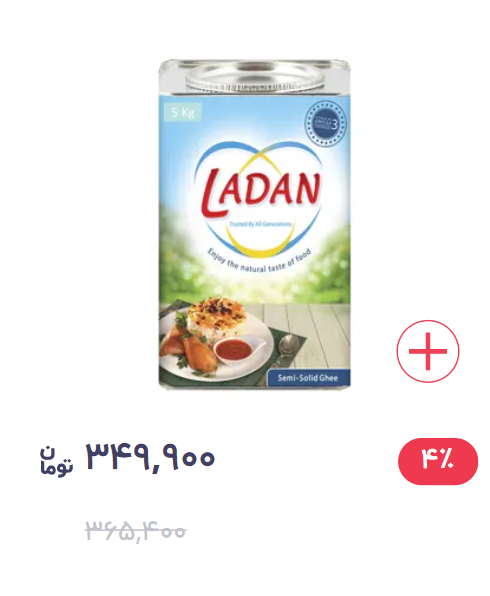 5 Kg
3
LADAN
Trusted By All Generations
Enjoy the natural taste of food
Semi-Solid Ghee
۳۴۹,۹۰۰ تومان
۴٪
۳۶۵,۴۰۰